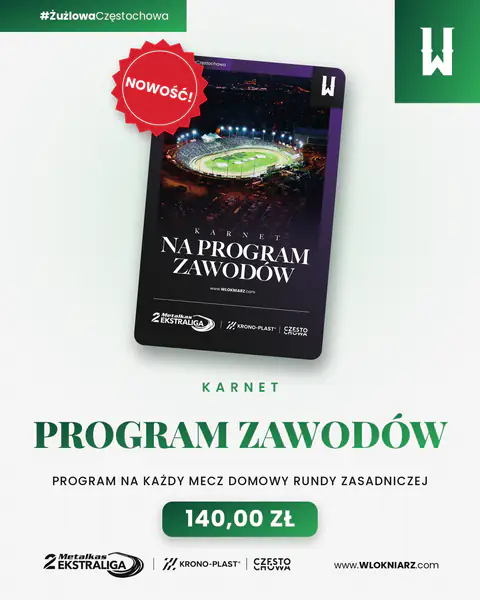 #ŻużlowaCzęstochowa
W
Częstochowa
W
NOWOŚĆ!
KARNET
NA PROGRAM
ZAWODÓW
www.WLOKNIARZ.com
Metalkas
2 EKSTRALIGA
KRONO-PLAST®
CZĘSTO
CHOWA
KARNET
PROGRAM ZAWODÓW
PROGRAM NA KAŻDY MECZ DOMOWY RUNDY ZASADNICZEJ
140,00 ZŁ
Metalkas
2 EKSTRALIGA
KRONO-PLAST®
CZĘSTO
CHOWA
www.WLOKNIARZ.com